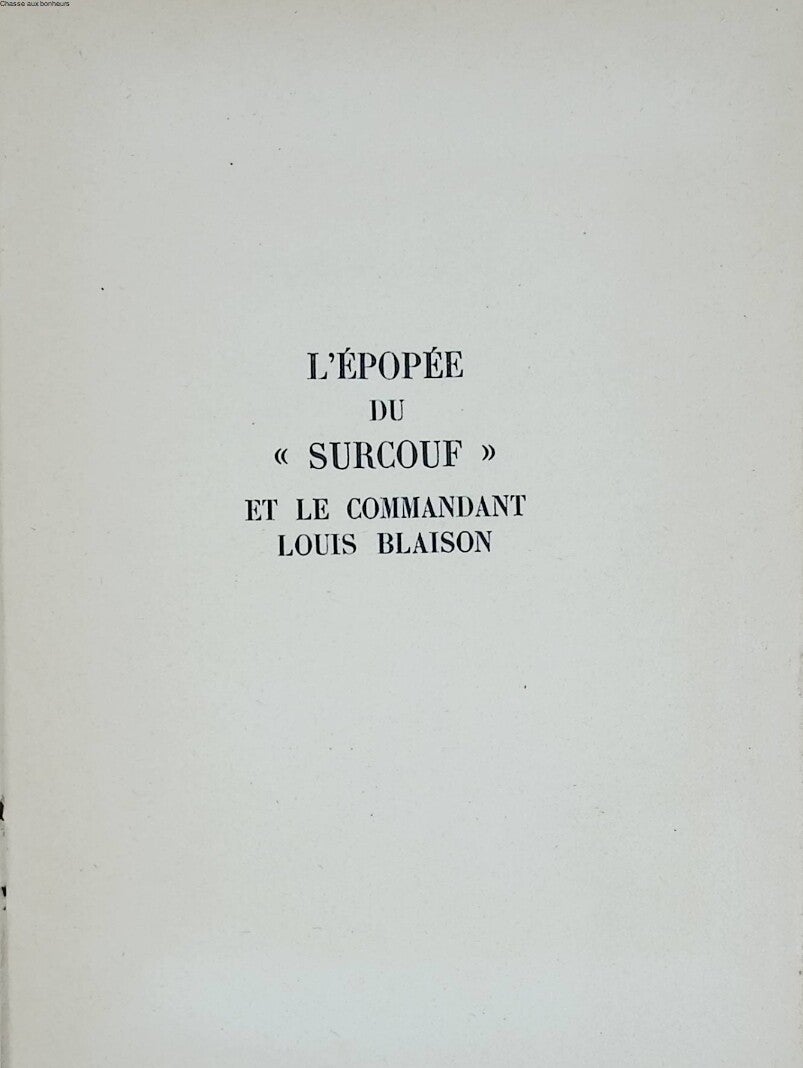 Chasse aux bonheurs
L'ÉPOPÉE
DU
« SURCOUF »
ET LE COMMANDANT
LOUIS BLAISON